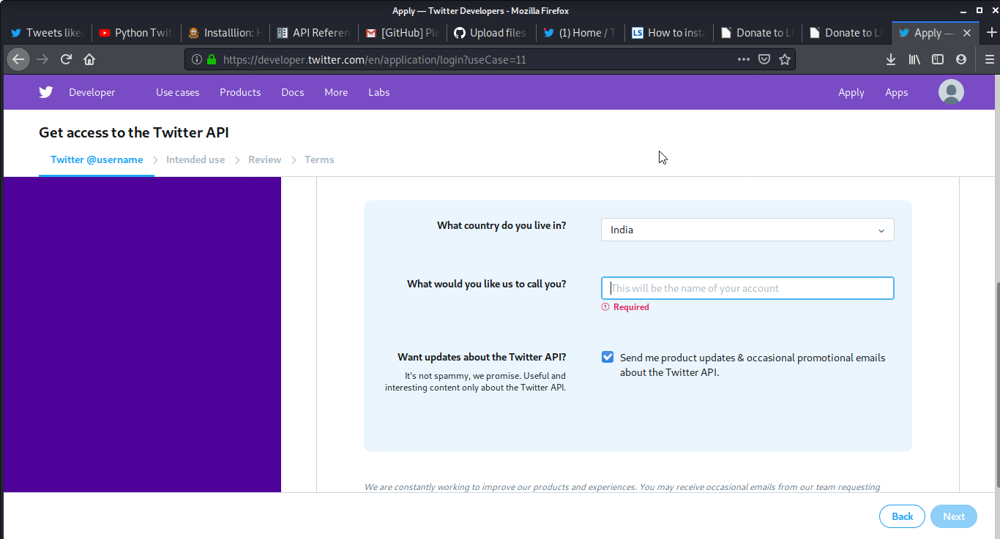 Apply — Twitter Developers - Mozilla Firefox
Tweets like
Python Twit
Installlion: H
API Referen
[GitHub] Ple
Upload files
(1) Home / T
How to insta
Donate to Li
Donate to Li
Apply —
https://developer.twitter.com/en/application/login?useCase=11
Developer
Use cases
Products
Docs
More
Labs
Apply
Apps
Get access to the Twitter API
Twitter @username
Intended use
Review
Terms
What country do you live in?
India
What would you like us to call you?
This will be the name of your account
Required
Want updates about the Twitter API?
It's not spammy, we promise. Useful and
interesting content only about the Twitter API.
Send me product updates & occasional promotional emails
about the Twitter API.
We are constantly working to improve our products and experiences. You may receive occasional emails from our team requesting
Back
Next